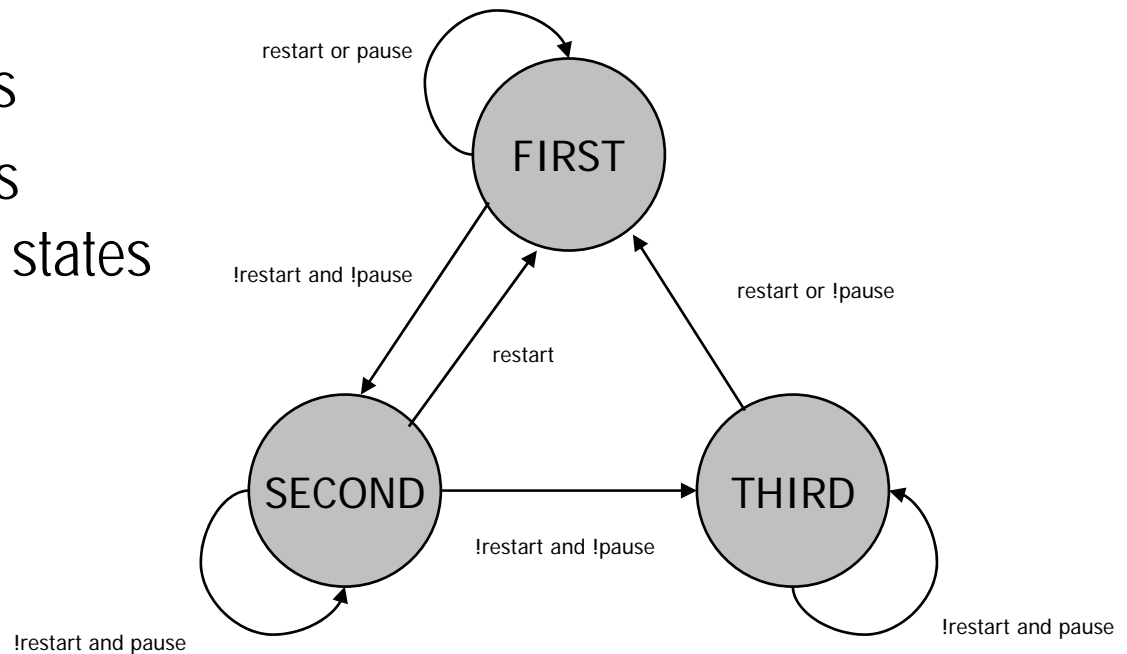 restart or pause
s
FIRST
s
states
!restart and !pause
restart or !pause
restart
SECOND
THIRD
!restart and !pause
!restart and pause
!restart and pause